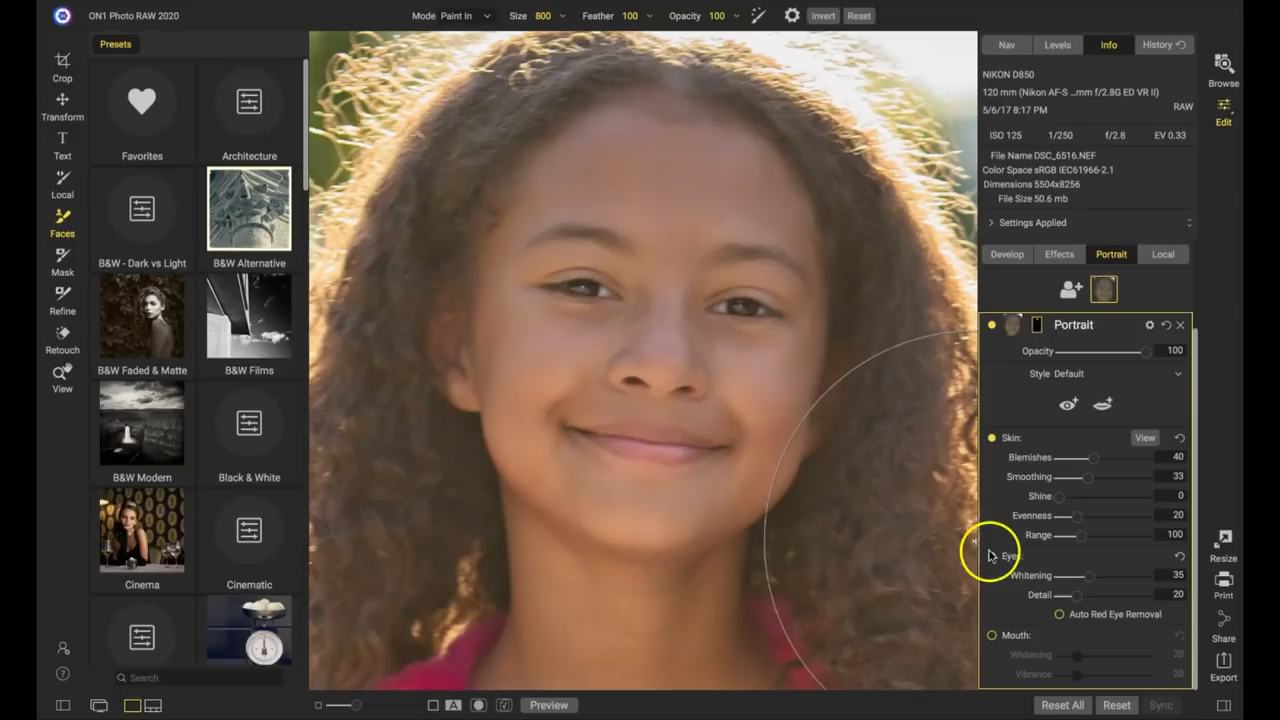 ON1 Photo RAW 2020
Mode Paint In Size 800 Feather 100 Opacity 100 Invert Reset
Crop
Transform
Text
Local
Faces
Mask
Refine
Retouch
View
Presets
Favorites Architecture
B&W - Dark vs Light B&W Alternative
B&W Faded & Matte B&W Films
B&W Modern Black & White
Cinema Cinematic
Search
Nav Levels Info History
NIKON D850
120 mm (Nikon AF-S ...mm f/2.8G ED VR II)
5/6/17 8:17 PM RAW
ISO 125 1/250 f/2.8 EV 0.33
File Name DSC_6516.NEF
Color Space sRGB IEC61966-2.1
Dimensions 5504x8256
File Size 50.6 mb
Settings Applied
Develop Effects Portrait Local
Portrait
Opacity 100
Style Default
Skin: View
Blemishes 40
Smoothing 33
Shine 0
Evenness 20
Range 100
Eyes:
Whitening 35
Detail 20
Auto Red Eye Removal
Mouth:
Whitening 20
Vibrance 20
Browse
Edit
Resize
Print
Share
Export
A Preview Reset All Reset Sync